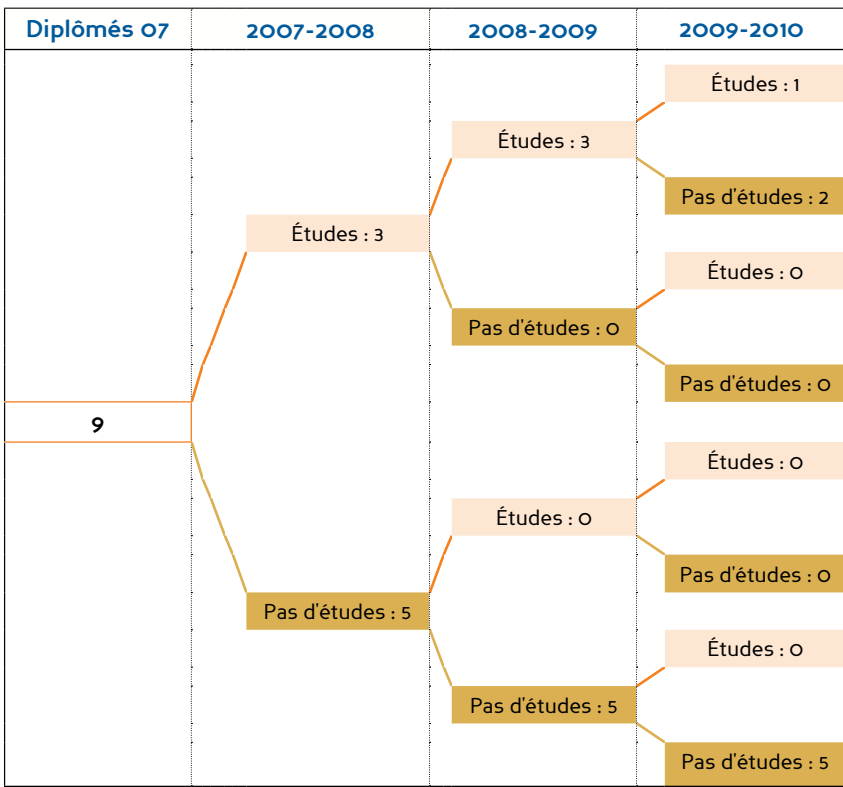 Diplômés 07 2007-2008 2008-2009 2009-2010
Études : 1
Études : 3
Pas d'études : 2
Études : 3
Études : 0
Pas d'études : 0
Pas d'études : 0
9
Études : 0
Études : 0
Pas d'études : 0
Pas d'études : 5
Études : 0
Pas d'études : 5
Pas d'études : 5